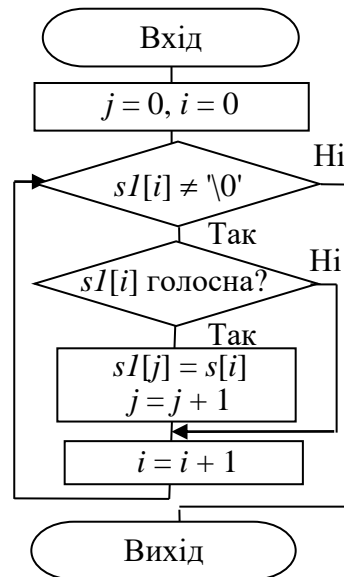 Вхід
j = 0, i = 0
Ні
s1[i] ≠ '\0'
Так
Ні
s1[i] голосна?
Так
s1[j] = s[i]
j = j + 1
i = i + 1
Вихід